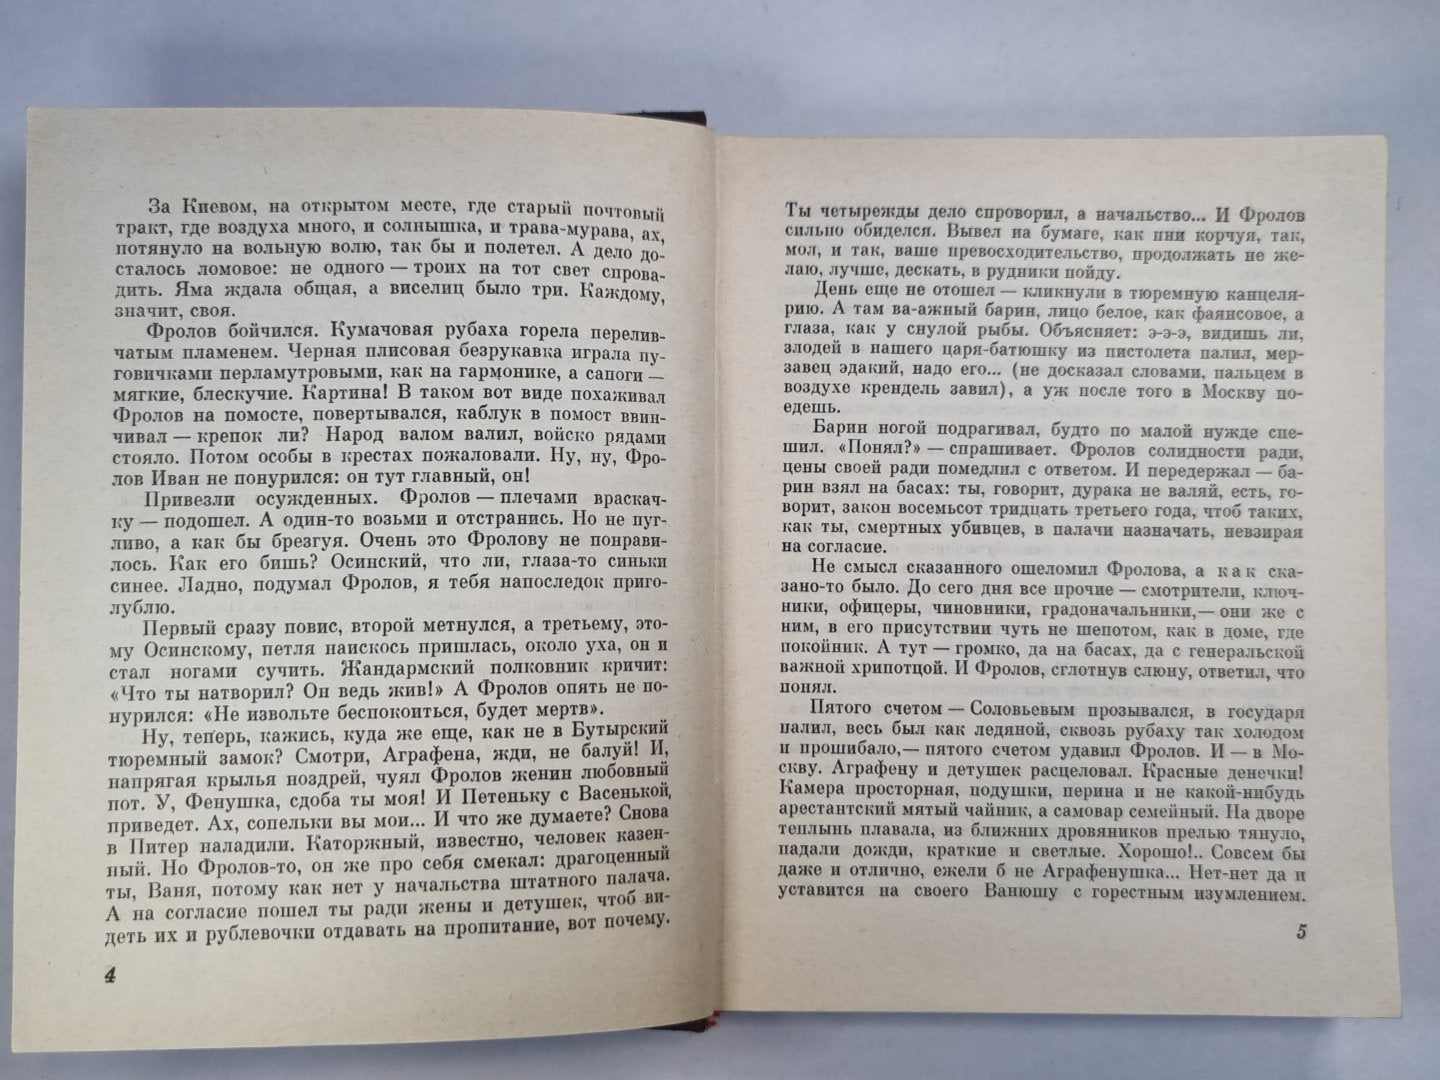 За Киевом, на открытом месте, где старый почтовый
тракт, где воздуха много, и солнышка, и трава-мурава, ах,
потянуло на вольную волю, так бы и полетел. А дело до-
сталось ломовое: не одного — троих на тот свет спрова-
дить. Яма ждала общая, а виселиц было три. Каждому,
значит, своя.
Фролов бойчился. Кумачовая рубаха горела перелив-
чатым пламенем. Черная плисовая безрукавка играла пу-
говичками перламутровыми, как на гармонике, а сапоги —
мягкие, блескучие. Картина! В таком вот виде похаживал
Фролов на помосте, повертывался, каблук в помост ввин-
чивал — крепок ли? Народ валом валил, войско рядами
стояло. Потом особы в крестах пожаловали. Ну, ну, Фро-
лов Иван не понурился: он тут главный, он!
Привезли осужденных. Фролов — плечами враскач-
ку — подошел. А один-то возьми и отстранись. Но не пуг-
ливо, а как бы брезгуя. Очень это Фролову не понрави-
лось. Как его бишь? Осинский, что ли, глаза-то синьки
синее. Ладно, подумал Фролов, я тебя напоследок приго-
лублю.
Первый сразу повис, второй метнулся, а третьему, это-
му Осинскому, петля наискось пришлась, около уха, он и
стал ногами сучить. Жандармский полковник кричит:
«Что ты натворил? Он ведь жив!» А Фролов опять не по-
нурился: «Не извольте беспокоиться, будет мертв».
Ну, теперь, кажись, куда же еще, как не в Бутырский
тюремный замок? Смотри, Аграфена, жди, не балуй! И,
напрягая крылья ноздрей, чуял Фролов женин любовный
пот. У, Фенушка, сдоба ты моя! И Петеньку с Васенькой,
приведет. Ах, сопельки вы мои... И что же думаете? Снова
в Питер наладили. Каторжный, известно, человек казен-
ный. Но Фролов-то, он же про себя смекал: драгоценный
ты, Ваня, потому как нет у начальства штатного палача.
А на согласие пошел ты ради жены и детушек, чтоб ви-
деть их и рублевочки отдавать на пропитание, вот почему.
4
Ты четырежды дело спроворил, а начальство... И Фролов
сильно обиделся. Вывел на бумаге, как пни корчуя, так,
мол, и так, ваше превосходительство, продолжать не же-
лаю, лучше, дескать, в рудники пойду.
День еще не отошел — кликнули в тюремную канцеля-
рию. А там ва-ажный барин, лицо белое, как фаянсовое, а
глаза, как у снулой рыбы. Объясняет: э-э-э, видишь ли,
злодей в нашего царя-батюшку из пистолета палил, мер-
завец эдакий, надо его... (не досказал словами, пальцем в
воздухе крендель завил), а уж после того в Москву по-
едешь.
Барин ногой подрагивал, будто по малой нужде спе-
шил. «Понял?» — спрашивает. Фролов солидности ради,
цены своей ради помедлил с ответом. И передержал — ба-
рин взял на басах: ты, говорит, дурака не валяй, есть, го-
ворит, закон восемьсот тридцать третьего года, чтоб таких,
как ты, смертных убивцев, в палачи назначать, невзирая
на согласие.
Не смысл сказанного ошеломил Фролова, а как ска-
зано-то было. До сего дня все прочие — смотрители, ключ-
ники, офицеры, чиновники, градоначальники,— они же с
ним, в его присутствии чуть не шепотом, как в доме, где
покойник. А тут — громко, да на басах, да с генеральской
важной хрипотцой. И Фролов, сглотнув слюну, ответил, что
понял.
Пятого счетом — Соловьевым прозывался, в государя
палил, весь был как ледяной, сквозь рубаху так холодом
и прошибало,— пятого счетом удавил Фролов. И — в Мо-
скву. Аграфену и детушек расцеловал. Красные денечки!
Камера просторная, подушки, перина и не какой-нибудь
арестантский мятый чайник, а самовар семейный. На дворе
теплынь плавала, из ближних дровяников прелью тянуло,
падали дожди, краткие и светлые. Хорошо!.. Совсем бы
даже и отлично, ежели б не Аграфенушка... Нет-нет да и
уставится на своего Ванюшу с горестным изумлением.
5